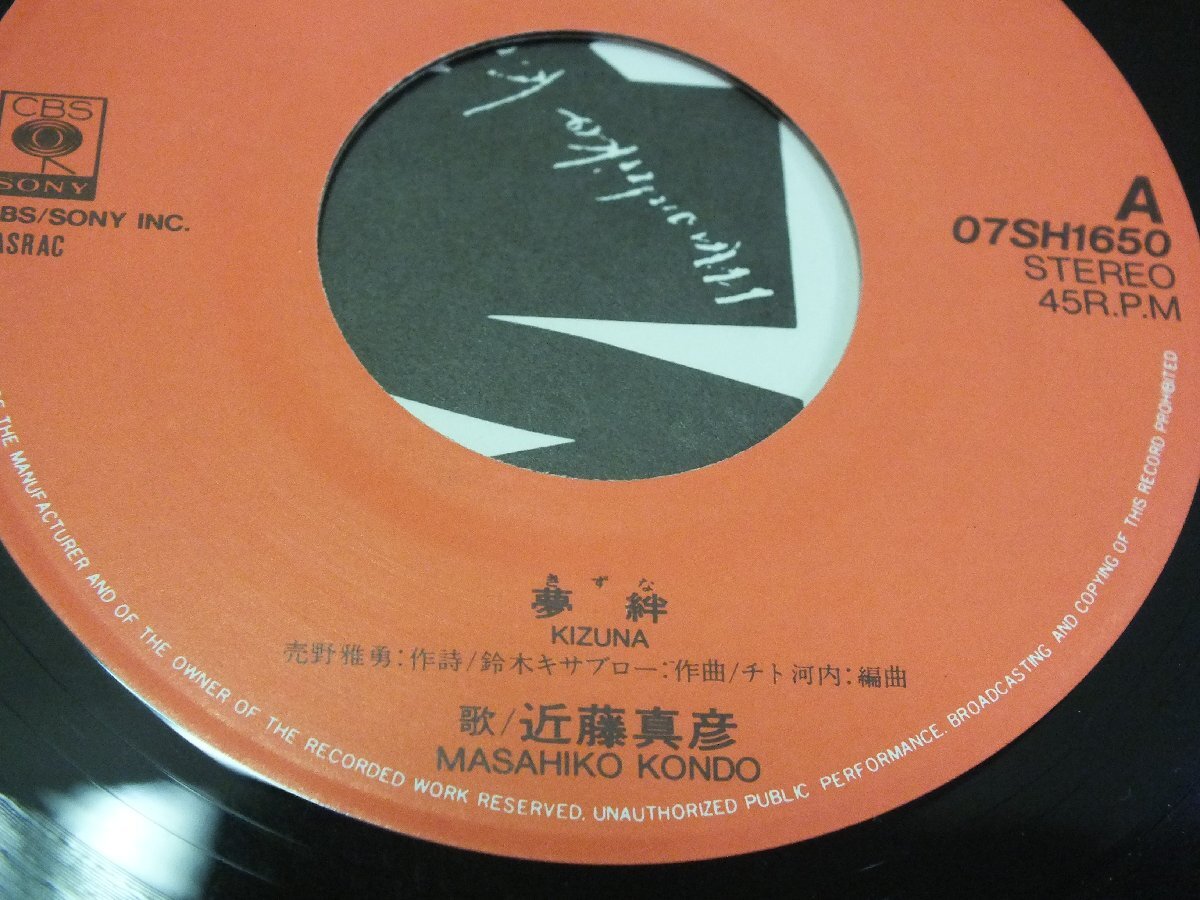 CBS
SONY
CBS/SONY INC.
JASRAC
Masahiko K
A
07SH1650
STEREO
45R.P.M
きずな
夢絆
KIZUNA
売野雅勇:作詩/鈴木キサブロー:作曲/チト河内:編曲
歌/近藤真彦
MASAHIKO KONDO
THE MANUFACTURER AND OF THE OWNER OF THE RECORDED WORK RESERVED. UNAUTHORIZED PUBLIC PERFORMANCE. BROADCASTING AND COPYING OF THIS RECORD PROHIBITED